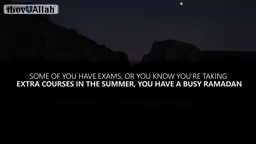 IlovUAllah
SOME OF YOU HAVE EXAMS, OR YOU KNOW YOU'RE TAKING
EXTRA COURSES IN THE SUMMER, YOU HAVE A BUSY RAMADAN